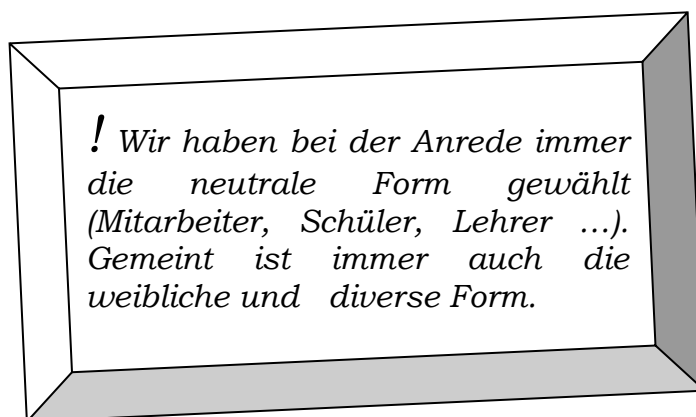 ! Wir haben bei der Anrede immer
die neutrale Form gewählt
(Mitarbeiter, Schüler, Lehrer …).
Gemeint ist immer auch die
weibliche und diverse Form.